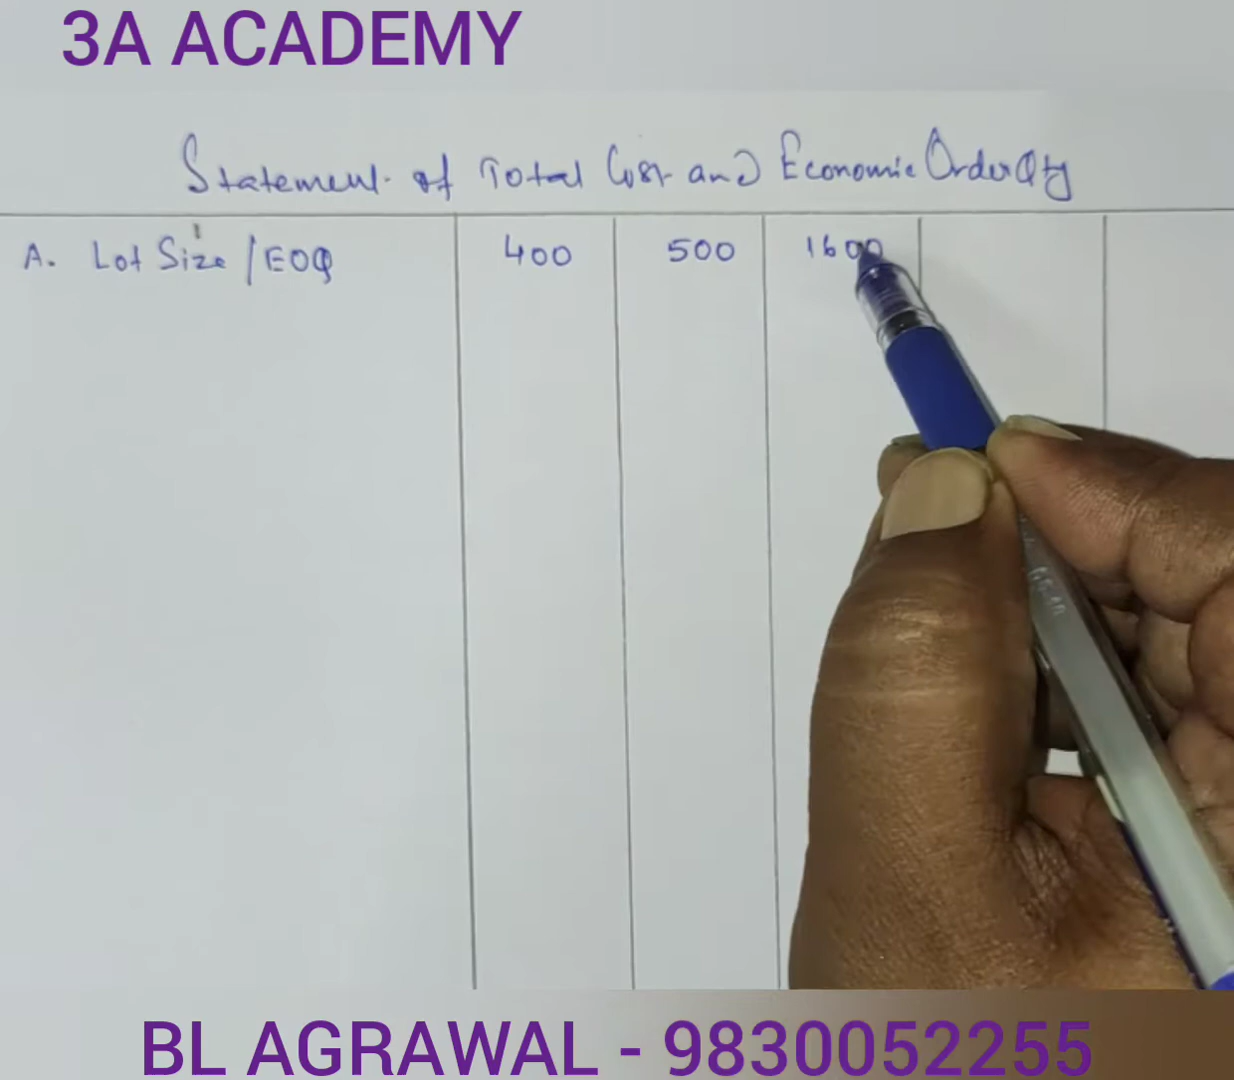 3A ACADEMY
Statement of Total Cost and Economic Order Qty
A. Lot Size / EOQ 400 500 1600
BL AGRAWAL - 9830052255